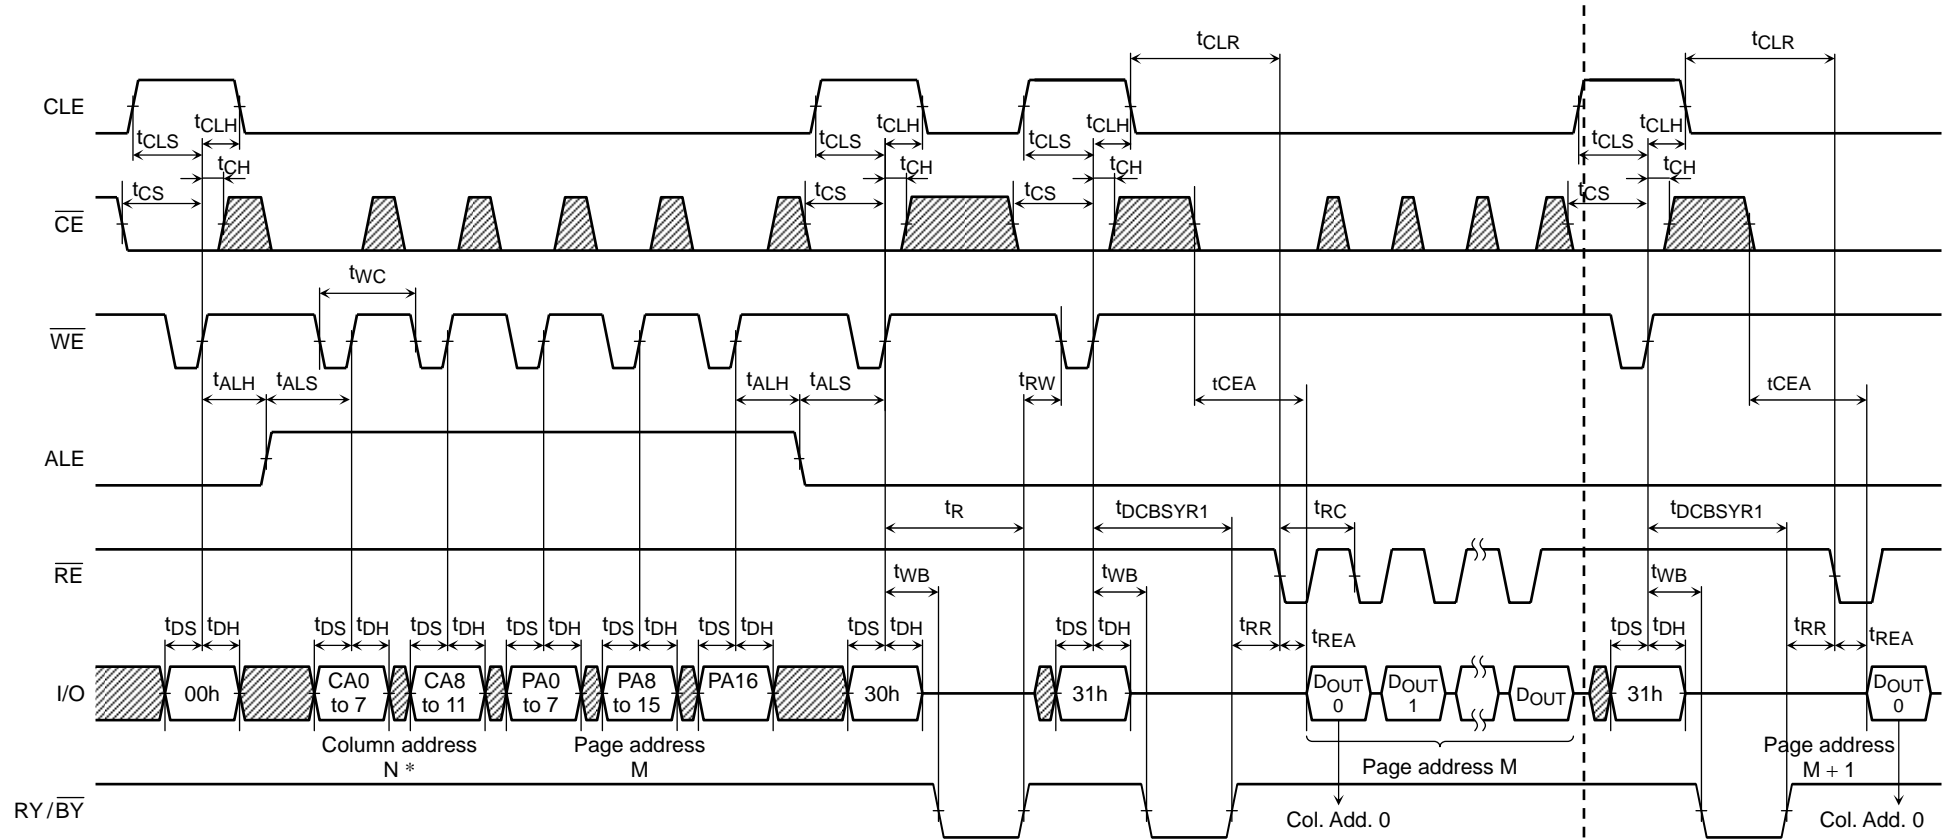 tCLR tCLR
CLE
tCLS tCLH tCLS tCLH tCLS tCLH tCLS tCLH
tCH tCH tCH tCH
tCS tCS tCS tCS
CE
tWC
WE
tALH tALS tALH tALS tRW tCEA tCEA
ALE
tR tDCBSYR1 tRC tDCBSYR1
RE
tWB tWB tWB
tDS tDH tDS tDH tDS tDH tDS tDH tDS tDH tDS tDH tDS tDH tDS tDH tRR tREA tDS tDH tRR tREA
I/O
00h
CA0 to 7
CA8 to 11
PA0 to 7
PA8 to 15
PA16
30h
31h
DOUT 0
DOUT 1
DOUT
31h
DOUT 0
Column address
N *
Page address
M
Page address M
Page address
M + 1
RY/BY
Col. Add. 0
Col. Add. 0